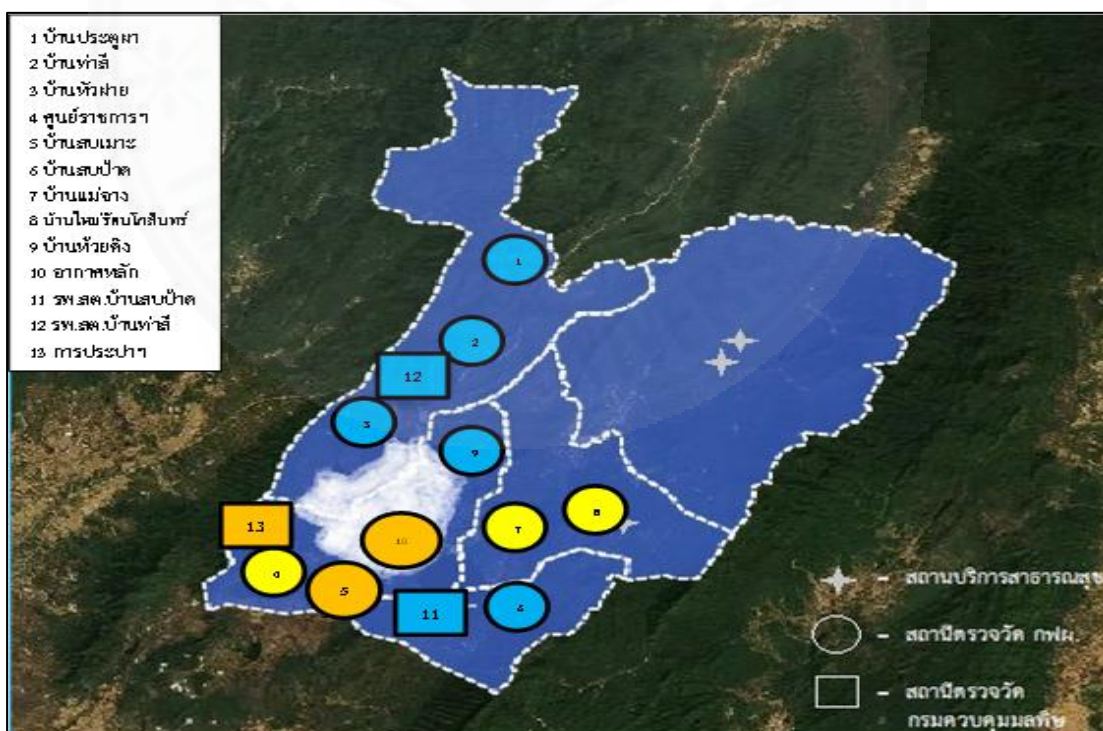 1 บ้านประตูผา
2 บ้านท่าสี
3 บ้านหัวฝาย
4 ศูนย์ราชการฯ
5 บ้านสบเมาะ
6 บ้านสบป้าด
7 บ้านแม่จาง
8 บ้านใหม่รัตนโกสินทร์
9 บ้านห้วยคิง
10 อากาศหลัก
11 รพ.สต.บ้านสบป้าด
12 รพ.สต.บ้านท่าสี
13 การประปาฯ
1
2
12
3
9
8
7
13
10
4
5
11
6
– สถานบริการสาธารณสุข
– สถานีตรวจวัด กฟผ.
– สถานีตรวจวัด
กรมควบคุมมลพิษ